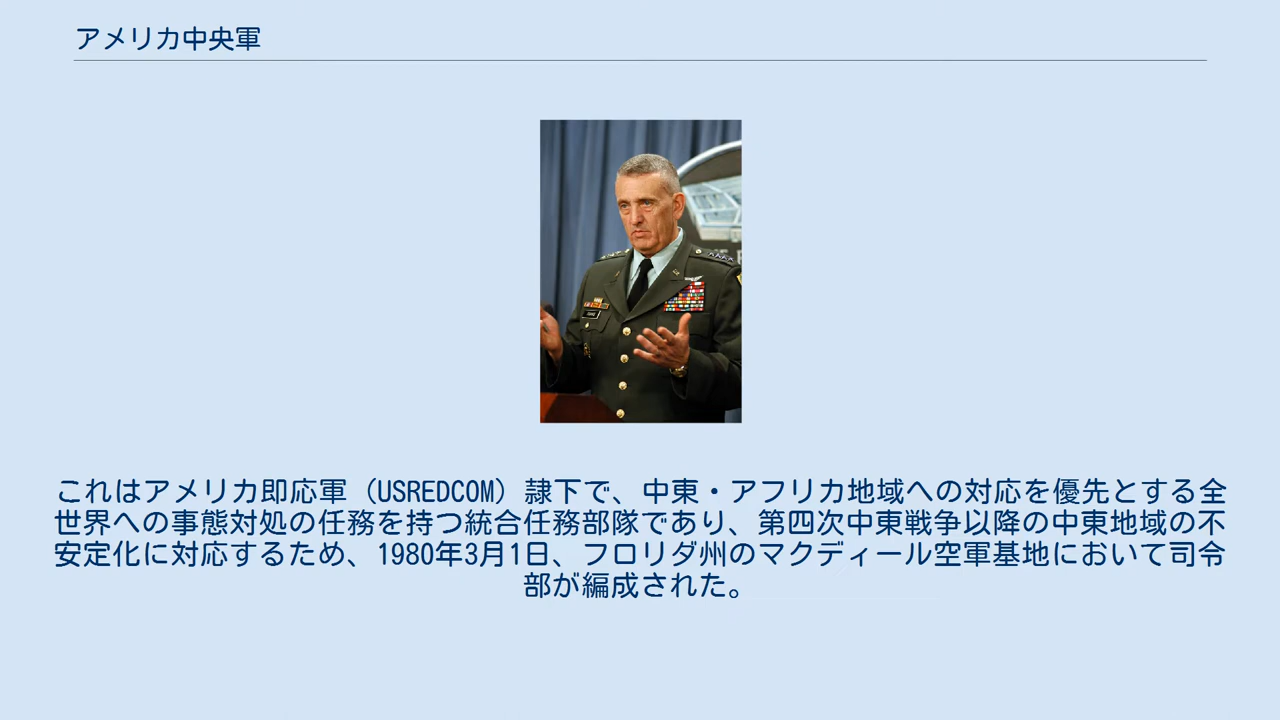 アメリカ中央軍
これはアメリカ即応軍（USREDCOM）隷下で、中東・アフリカ地域への対応を優先とする全
世界への事態対処の任務を持つ統合任務部隊であり、第四次中東戦争以降の中東地域の不
安定化に対応するため、1980年3月1日、フロリダ州のマクディール空軍基地において司令
部が編成された。